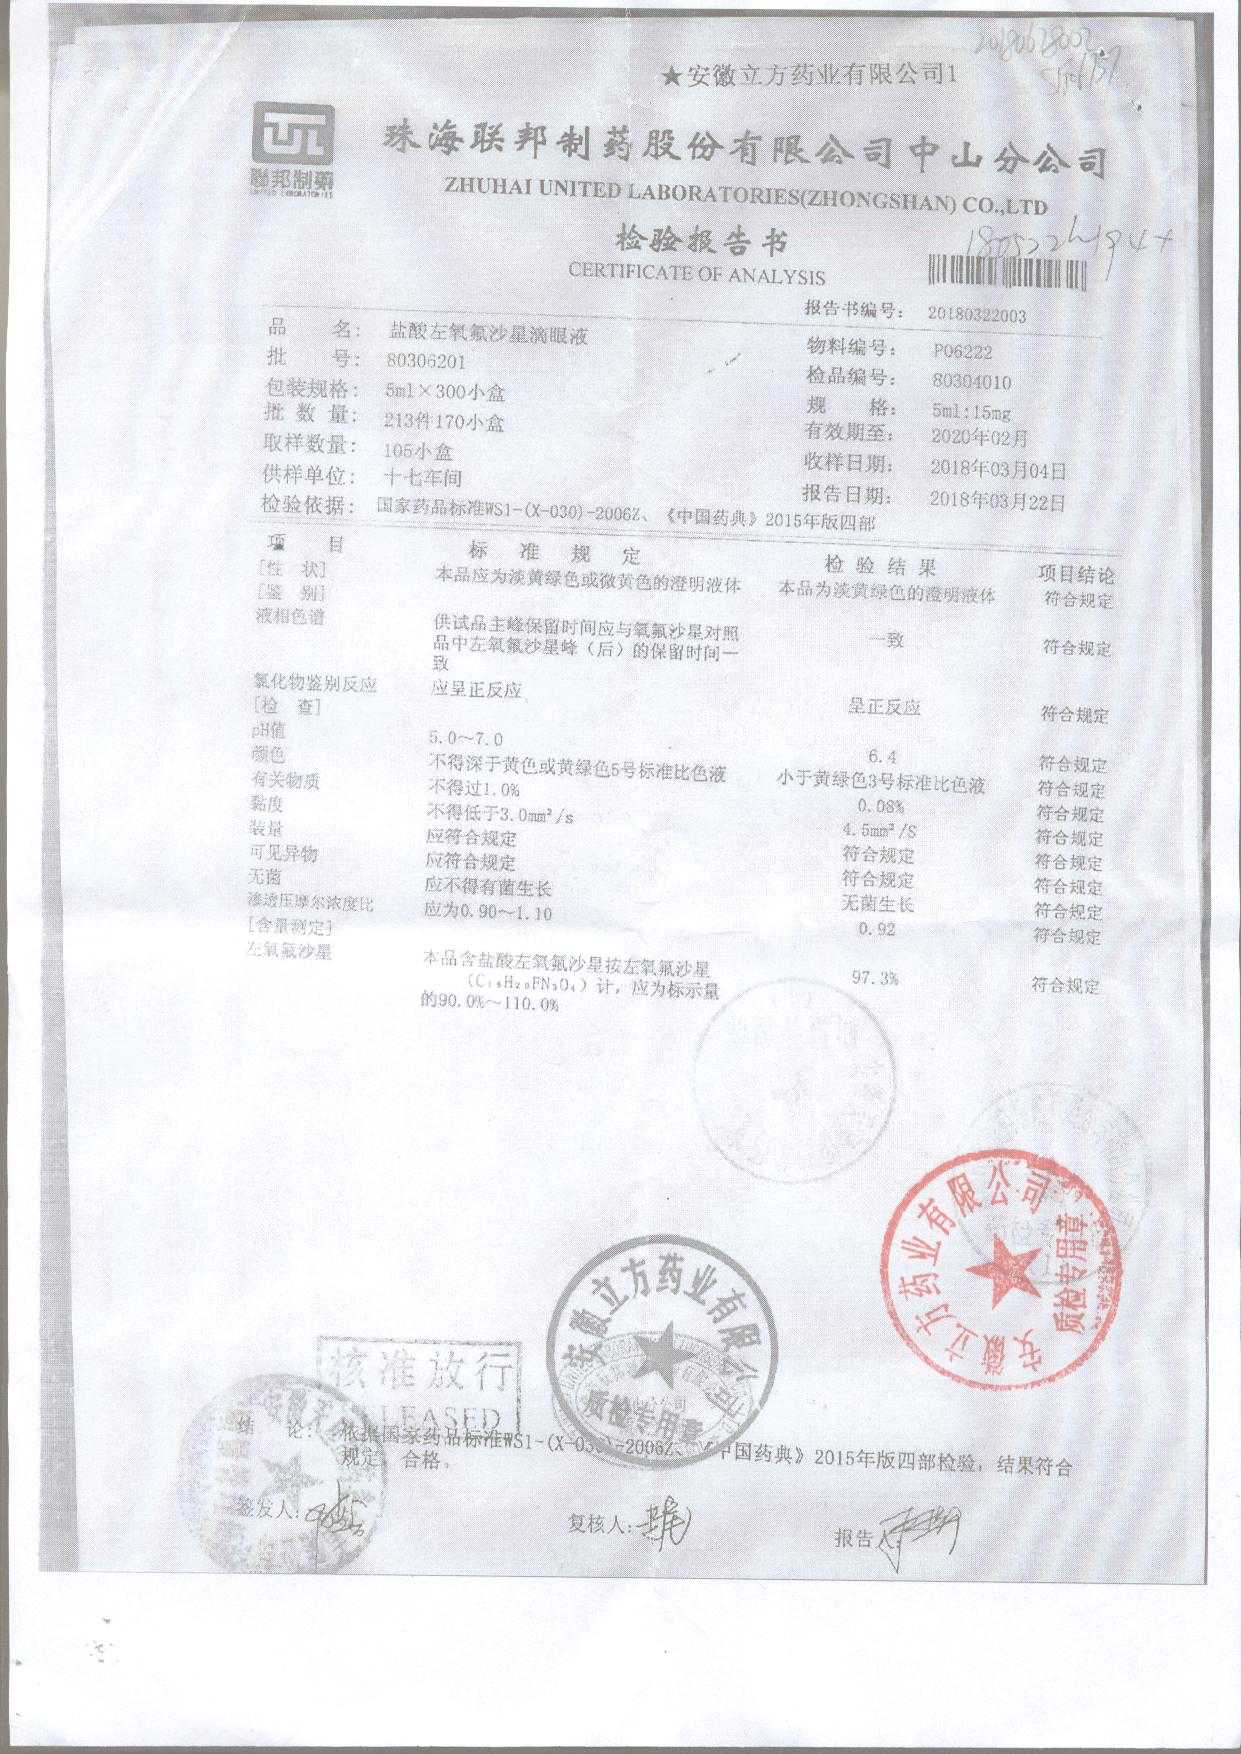 ★安徽立方药业有限公司1
聯邦制藥
珠海联邦制药股份有限公司中山分公司
ZHUHAI UNITED LABORATORIES(ZHONGSHAN) CO.,LTD
检验报告书
CERTIFICATE OF ANALYSIS
报告书编号: 20180322003
品 名: 盐酸左氧氟沙星滴眼液 物料编号: P06222
批 号: 80306201 检品编号: 80304010
包装规格: 5ml×300小盒 规 格: 5ml:15mg
批 数 量: 213件170小盒 有效期至: 2020年02月
取样数量: 105小盒 收样日期: 2018年03月04日
供样单位: 十七车间 报告日期: 2018年03月22日
检验依据: 国家药品标准WS1-(X-030)-2006Z、《中国药典》2015年版四部
项 目 标 准 规 定 检 验 结 果 项目结论
[性 状] 本品应为淡黄绿色或微黄色的澄明液体 本品为淡黄绿色的澄明液体 符合规定
[鉴 别]
液相色谱 供试品主峰保留时间应与氧氟沙星对照 一致 符合规定
品中左氧氟沙星峰（后）的保留时间一
致
氯化物鉴别反应 应呈正反应 呈正反应 符合规定
[检 查]
pH值 5.0～7.0 6.4 符合规定
颜色 不得深于黄色或黄绿色5号标准比色液 小于黄绿色3号标准比色液 符合规定
有关物质 不得过1.0% 0.08% 符合规定
黏度 不得低于3.0mm²/s 4.5mm²/S 符合规定
装量 应符合规定 符合规定 符合规定
可见异物 应符合规定 符合规定 符合规定
无菌 应不得有菌生长 无菌生长 符合规定
渗透压摩尔浓度比 应为0.90～1.10 0.92 符合规定
[含量测定]
左氧氟沙星 本品含盐酸左氧氟沙星按左氧氟沙星 97.3% 符合规定
（C₁₈H₂₀FN₃O₄）计，应为标示量
的90.0%～110.0%
安徽立方药业有限公司
质检专用章
安徽立方药业有限公司
质检专用章
核准放行
RELEASED
结 论: 依据国家药品标准WS1-(X-030)-2006Z、《中国药典》2015年版四部检验，结果符合
规定，合格。
签发人: 复核人: 报告人: